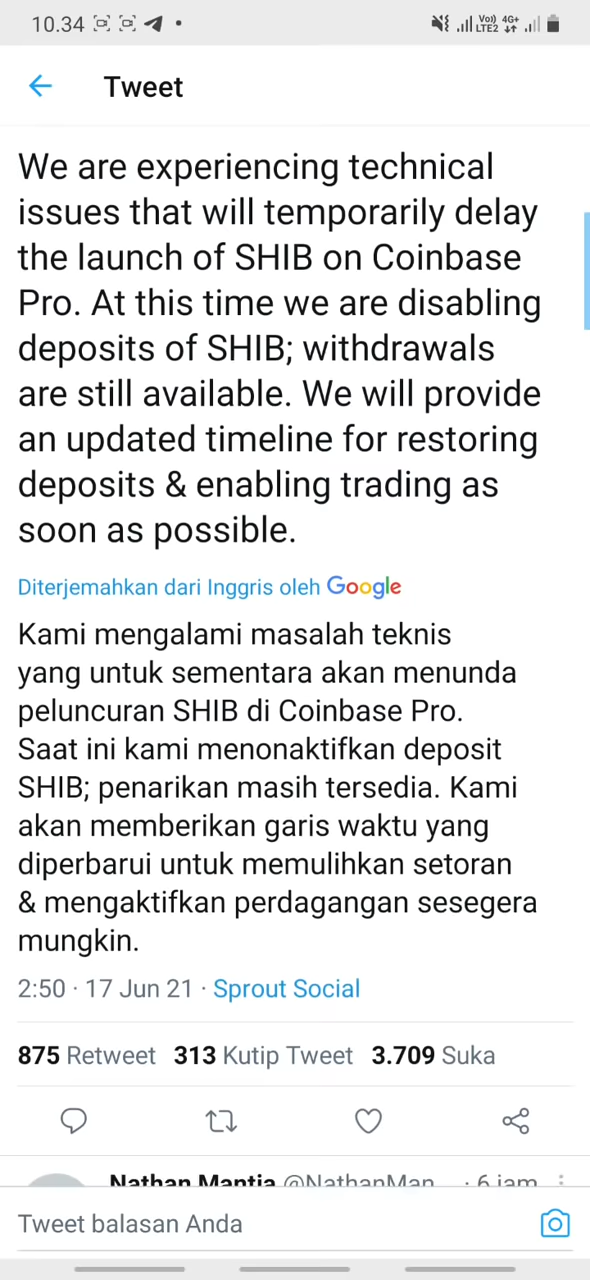 10.34
Vo)) 4G+
LTE2
Tweet
We are experiencing technical
issues that will temporarily delay
the launch of SHIB on Coinbase
Pro. At this time we are disabling
deposits of SHIB; withdrawals
are still available. We will provide
an updated timeline for restoring
deposits & enabling trading as
soon as possible.
Diterjemahkan dari Inggris oleh Google
Kami mengalami masalah teknis
yang untuk sementara akan menunda
peluncuran SHIB di Coinbase Pro.
Saat ini kami menonaktifkan deposit
SHIB; penarikan masih tersedia. Kami
akan memberikan garis waktu yang
diperbarui untuk memulihkan setoran
& mengaktifkan perdagangan sesegera
mungkin.
2:50 · 17 Jun 21 · Sprout Social
875 Retweet 313 Kutip Tweet 3.709 Suka
Nathan Mantia @NathanMan · 6 jam
Tweet balasan Anda